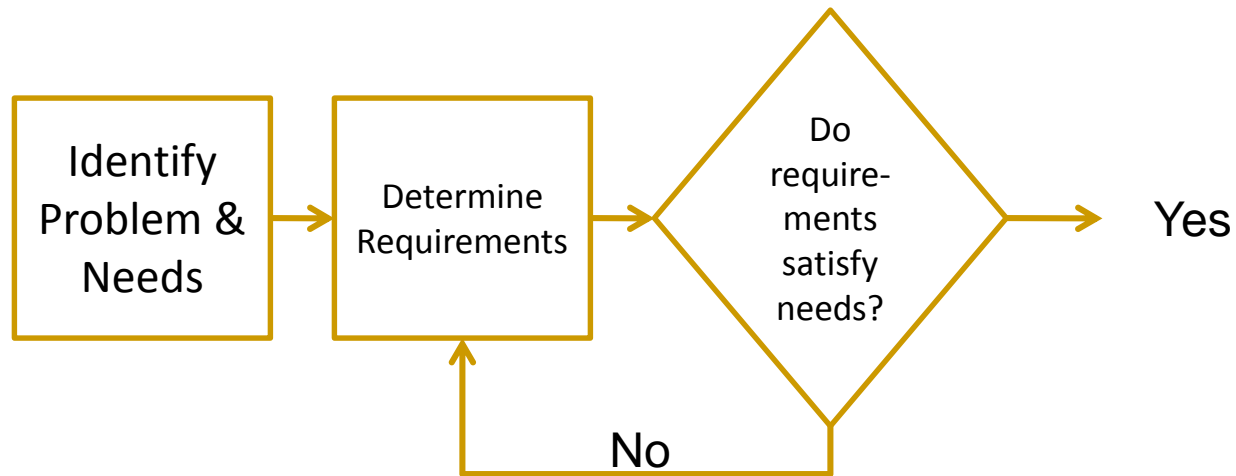 Identify
Problem &
Needs
Determine
Requirements
Do
require-
ments
satisfy
needs?
Yes
No